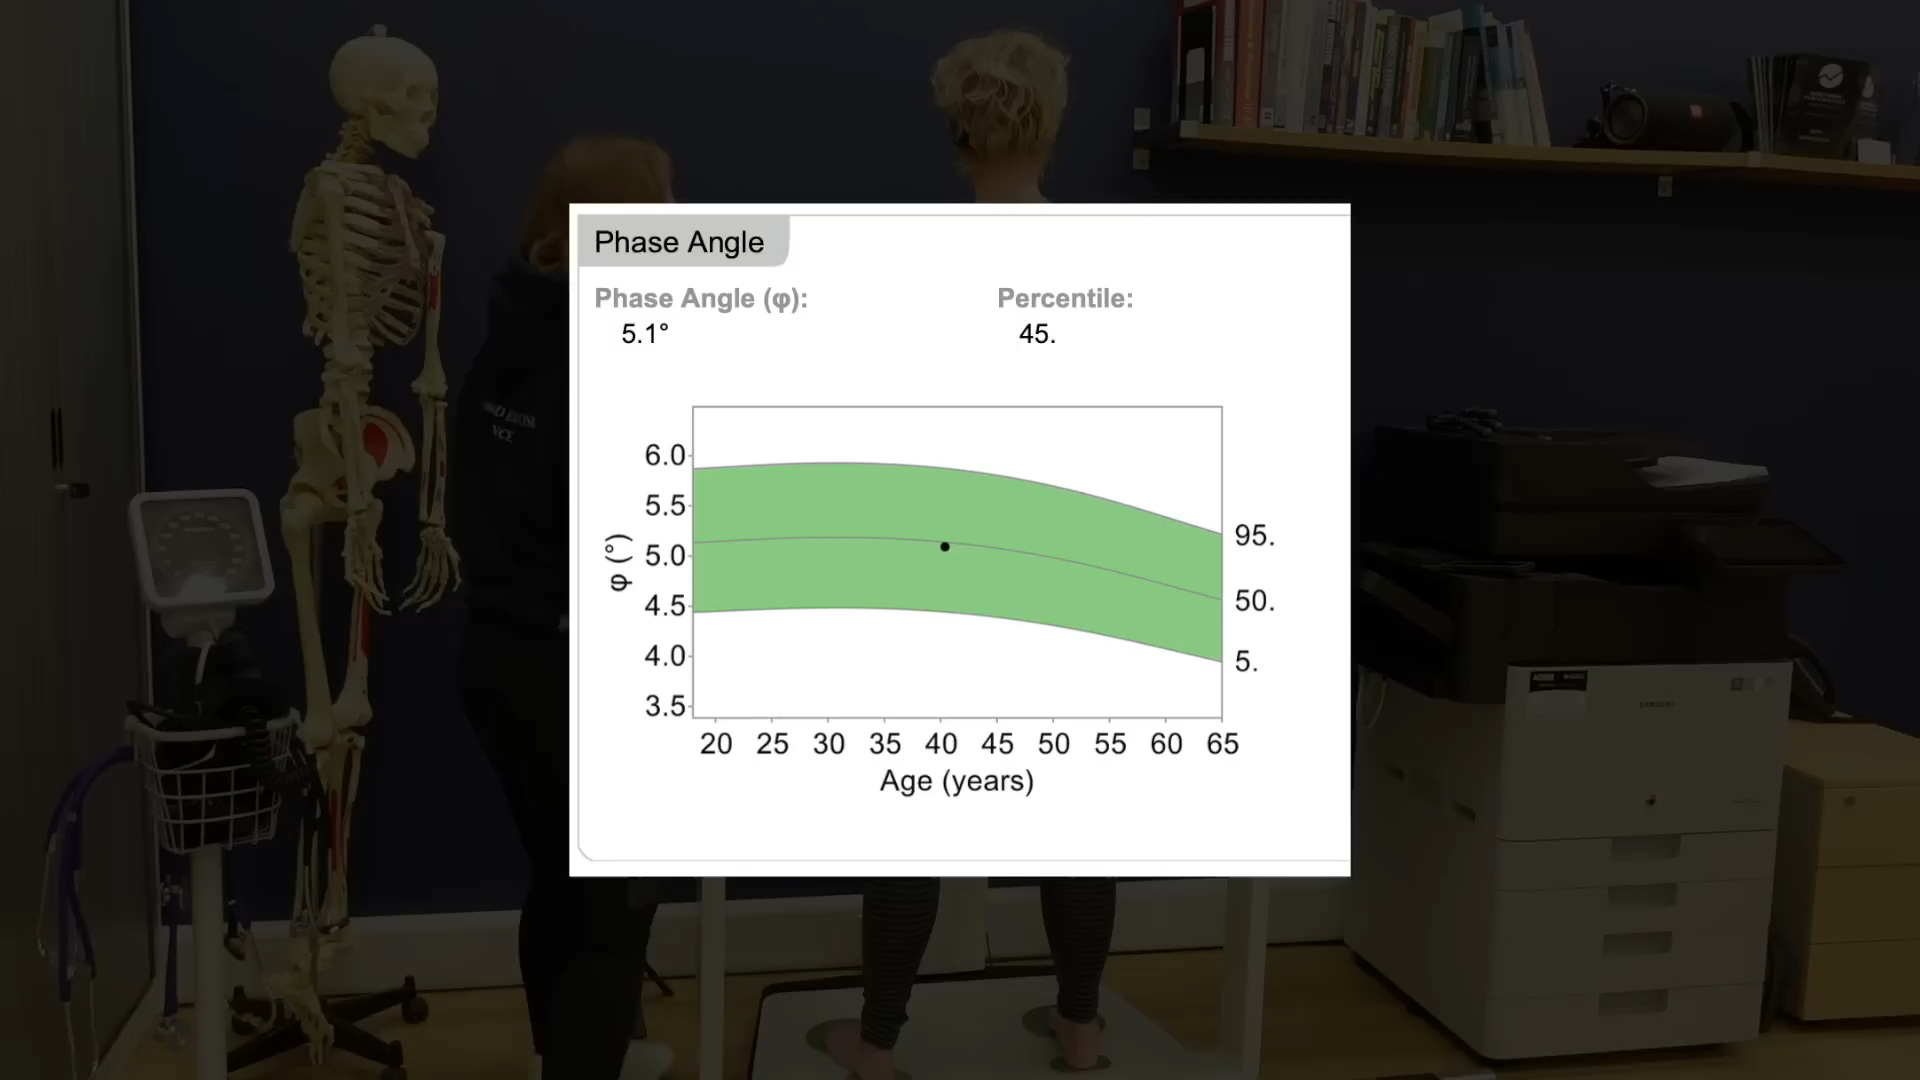 Phase Angle
Phase Angle (φ): Percentile:
5.1° 45.
6.0
5.5
5.0
4.5
4.0
3.5
φ (°)
95.
50.
5.
20 25 30 35 40 45 50 55 60 65
Age (years)
SAMSUNG